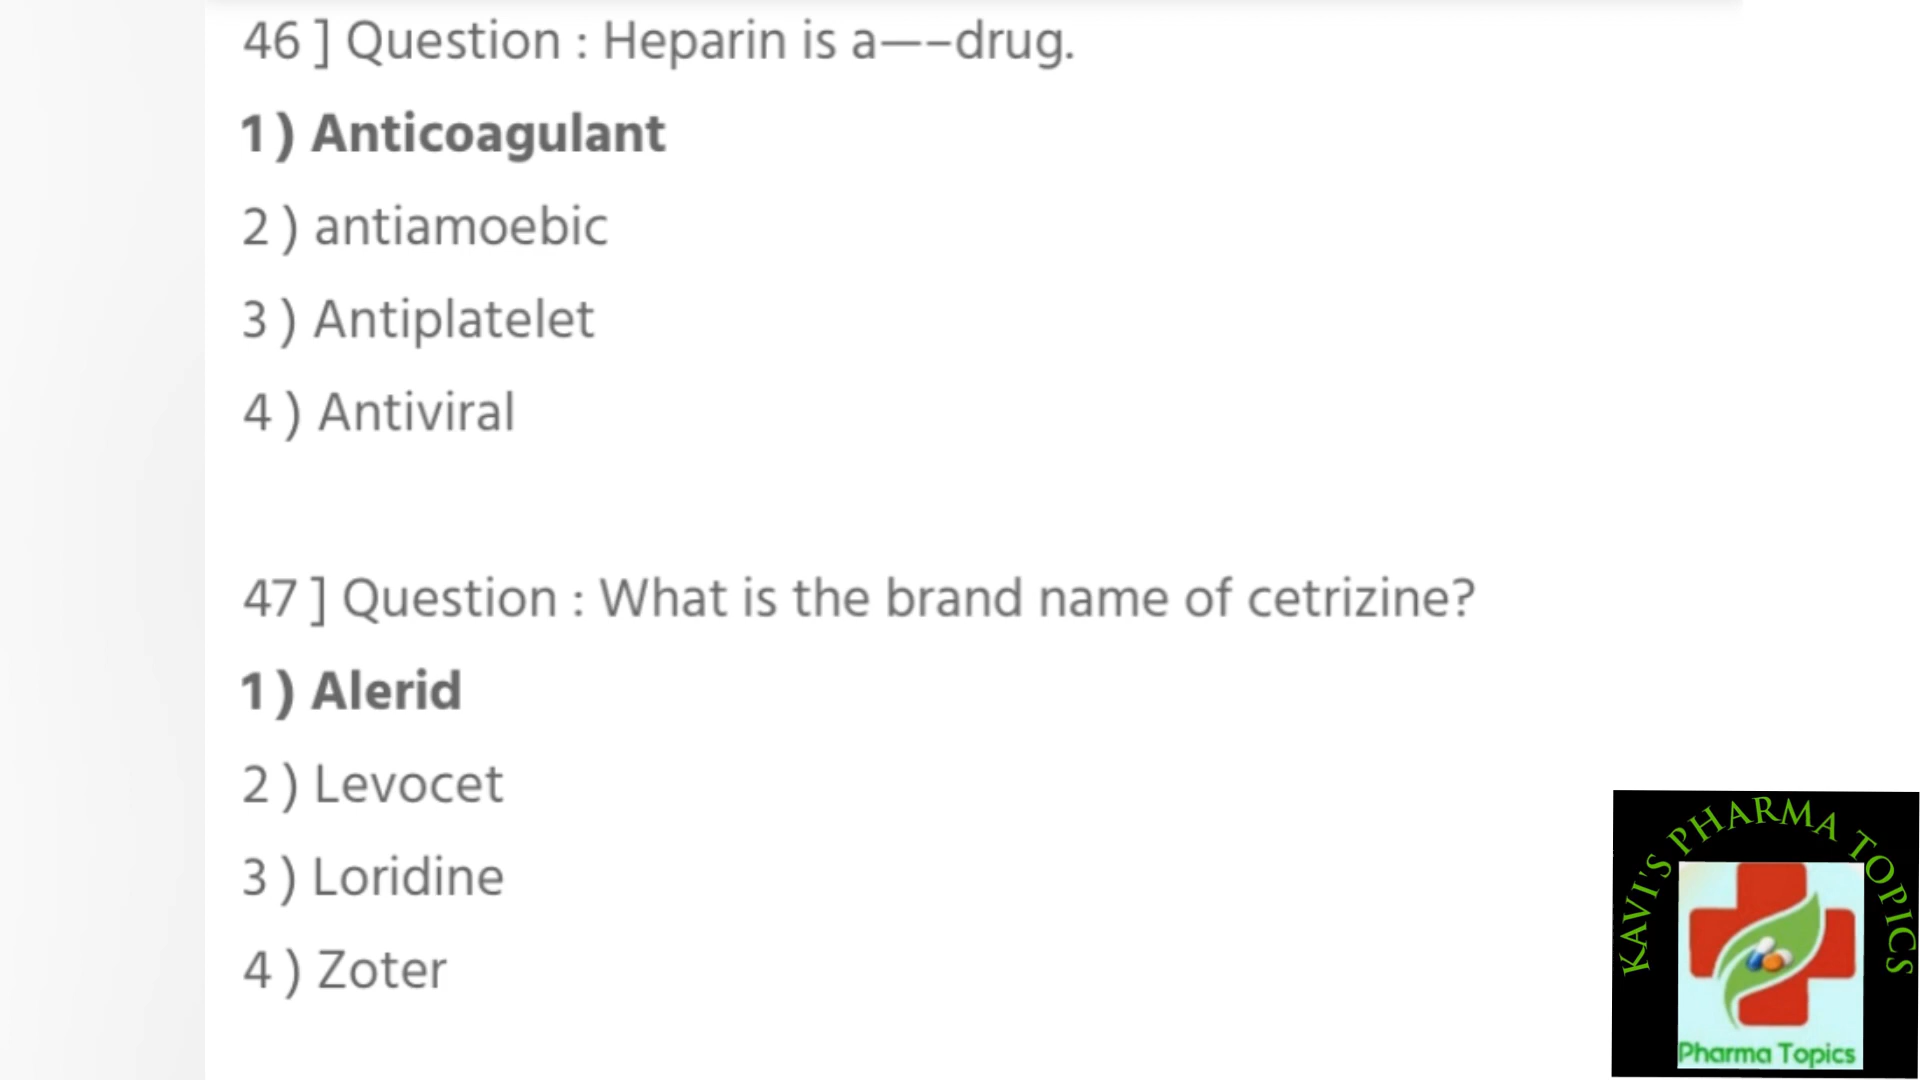 46 ] Question : Heparin is a—–drug.
1 ) Anticoagulant
2 ) antiamoebic
3 ) Antiplatelet
4 ) Antiviral
47 ] Question : What is the brand name of cetrizine?
1 ) Alerid
2 ) Levocet
3 ) Loridine
4 ) Zoter
KAVI'S PHARMA TOPICS
Pharma Topics